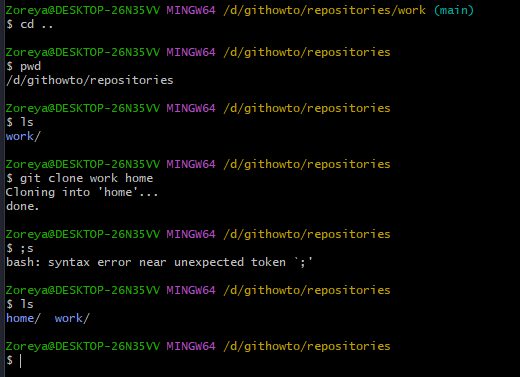 Zoreya@DESKTOP-26N35VV MINGW64 /d/githowto/repositories/work (main)
$ cd ..
Zoreya@DESKTOP-26N35VV MINGW64 /d/githowto/repositories
$ pwd
/d/githowto/repositories
Zoreya@DESKTOP-26N35VV MINGW64 /d/githowto/repositories
$ ls
work/
Zoreya@DESKTOP-26N35VV MINGW64 /d/githowto/repositories
$ git clone work home
Cloning into 'home'...
done.
Zoreya@DESKTOP-26N35VV MINGW64 /d/githowto/repositories
$ ;s
bash: syntax error near unexpected token `;'
Zoreya@DESKTOP-26N35VV MINGW64 /d/githowto/repositories
$ ls
home/  work/
Zoreya@DESKTOP-26N35VV MINGW64 /d/githowto/repositories
$